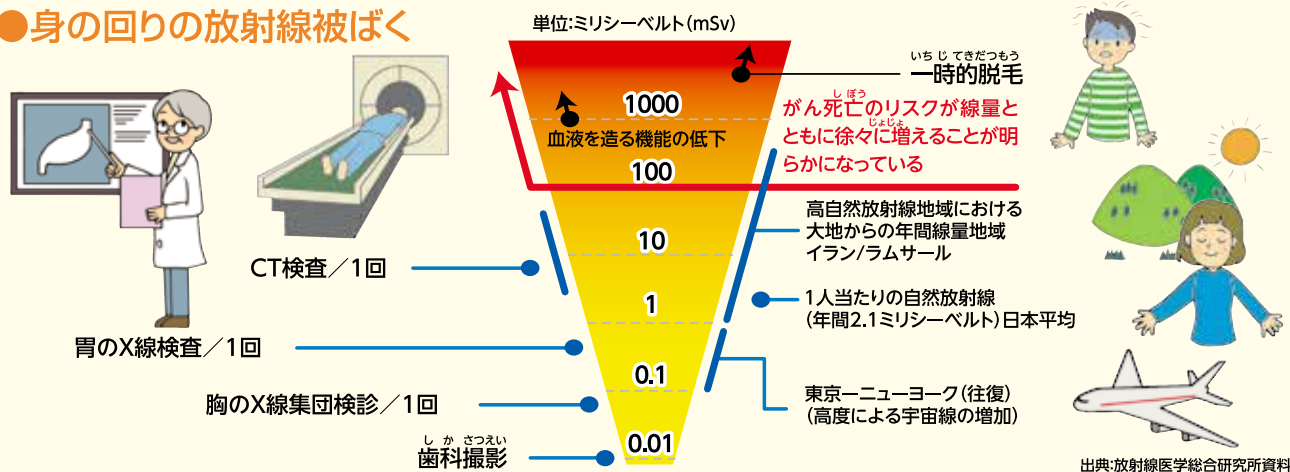 ●身の回りの放射線被ばく
単位:ミリシーベルト(mSv)
いちじてきだつもう
一時的脱毛
1000
血液を造る機能の低下
しぼう
がん死亡のリスクが線量と
じょじょ
ともに徐々に増えることが明
らかになっている
100
高自然放射線地域における
大地からの年間線量地域
イラン/ラムサール
10
CT検査/1回
1
1人当たりの自然放射線
(年間2.1ミリシーベルト)日本平均
胃のX線検査/1回
0.1
東京ーニューヨーク(往復)
(高度による宇宙線の増加)
胸のX線集団検診/1回
しかさつえい
歯科撮影
0.01
出典:放射線医学総合研究所資料